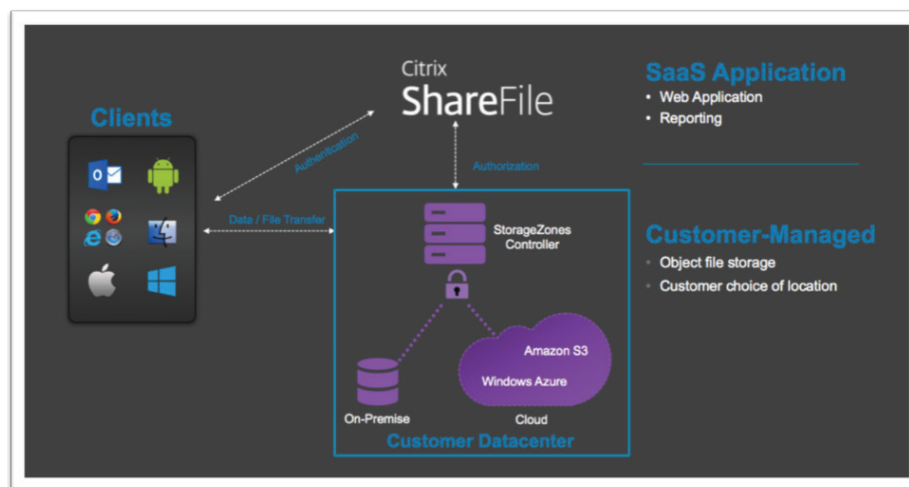 Citrix
ShareFile
SaaS Application
• Web Application
• Reporting
Clients
Authentication
Authorization
Data / File Transfer
StorageZones
Controller
Customer-Managed
• Object file storage
• Customer choice of location
Amazon S3
Windows Azure
On-Premise
Cloud
Customer Datacenter